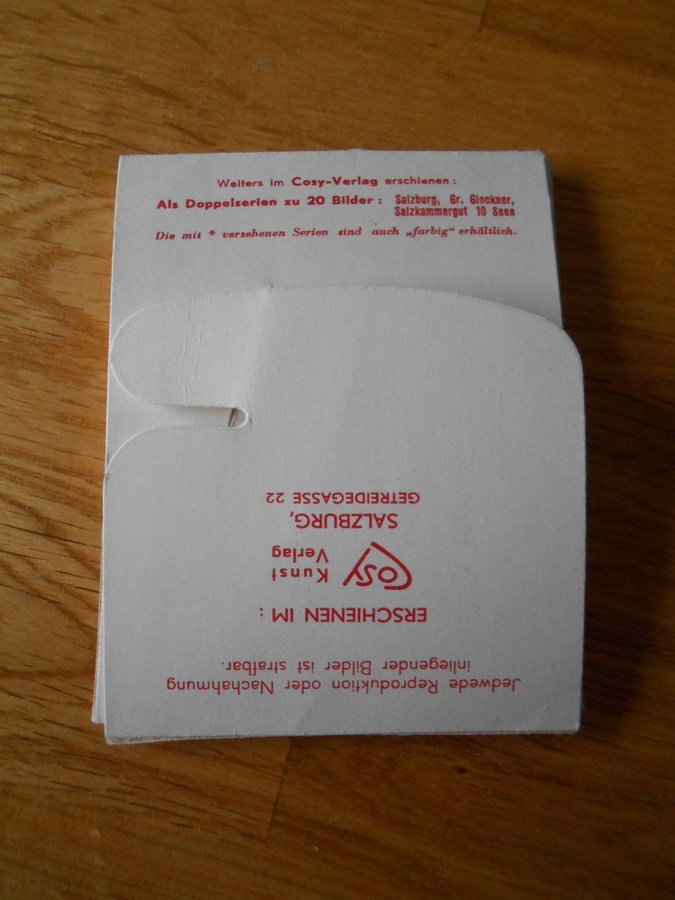 Weiters im Cosy-Verlag erschienen:
Als Doppelserien zu 20 Bilder: Salzburg, Gr. Glockner,
Salzkammergut 10 Seen
Die mit * versehenen Serien sind auch „farbig“ erhältlich.
Jedwede Reproduktion oder Nachahmung
inliegender Bilder ist strafbar.
ERSCHIENEN IM:
Cosy Kunst
Verlag
SALZBURG,
GETREIDEGASSE 22